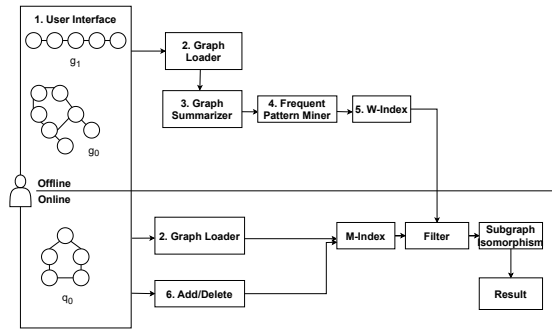 1. User Interface
g1
g0
2. Graph
Loader
3. Graph
Summarizer
4. Frequent
Pattern Miner
5. W-Index
Offline
Online
q0
2. Graph Loader
6. Add/Delete
M-Index
Filter
Subgraph
Isomorphism
Result